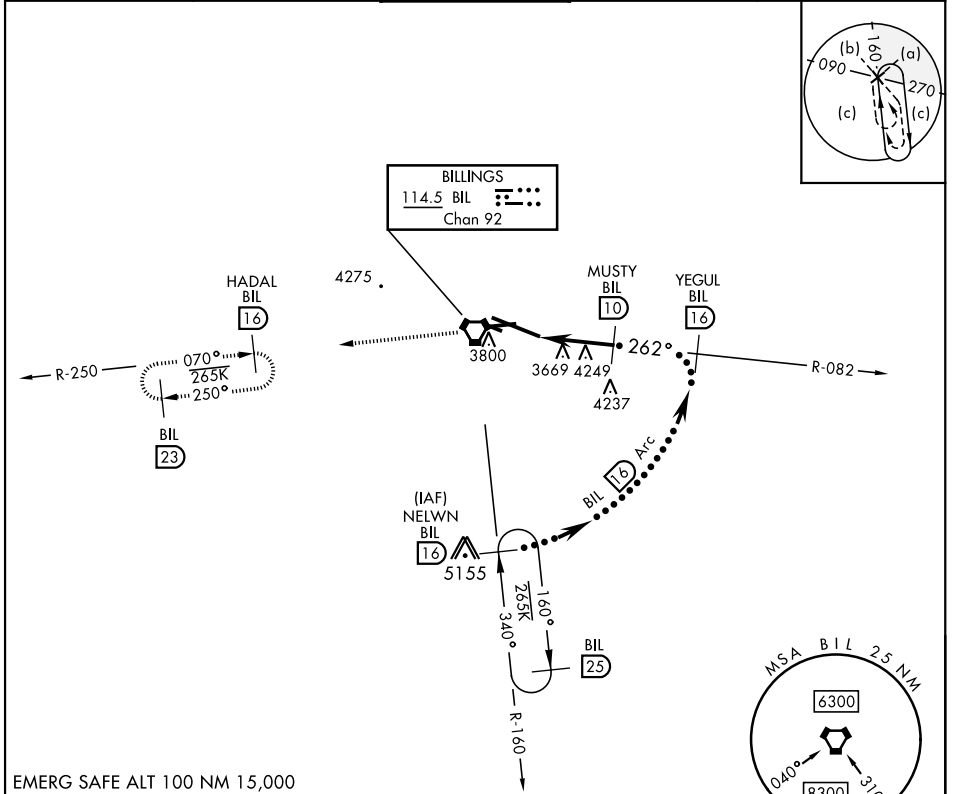 160
(b)
(a)
090
270
(c)
(c)
BILLINGS
114.5 BIL
Chan 92
4275
HADAL
BIL
16
MUSTY
BIL
10
YEGUL
BIL
16
3800
262°
3669
4249
4237
R-082
R-250
070°
265K
250°
BIL
23
BIL 16 Arc
(IAF)
NELWN
BIL
16
5155
265K
160°
340°
BIL
25
R-160
MSA BIL 25 NM
6300
040°
310
8300
EMERG SAFE ALT 100 NM 15,000